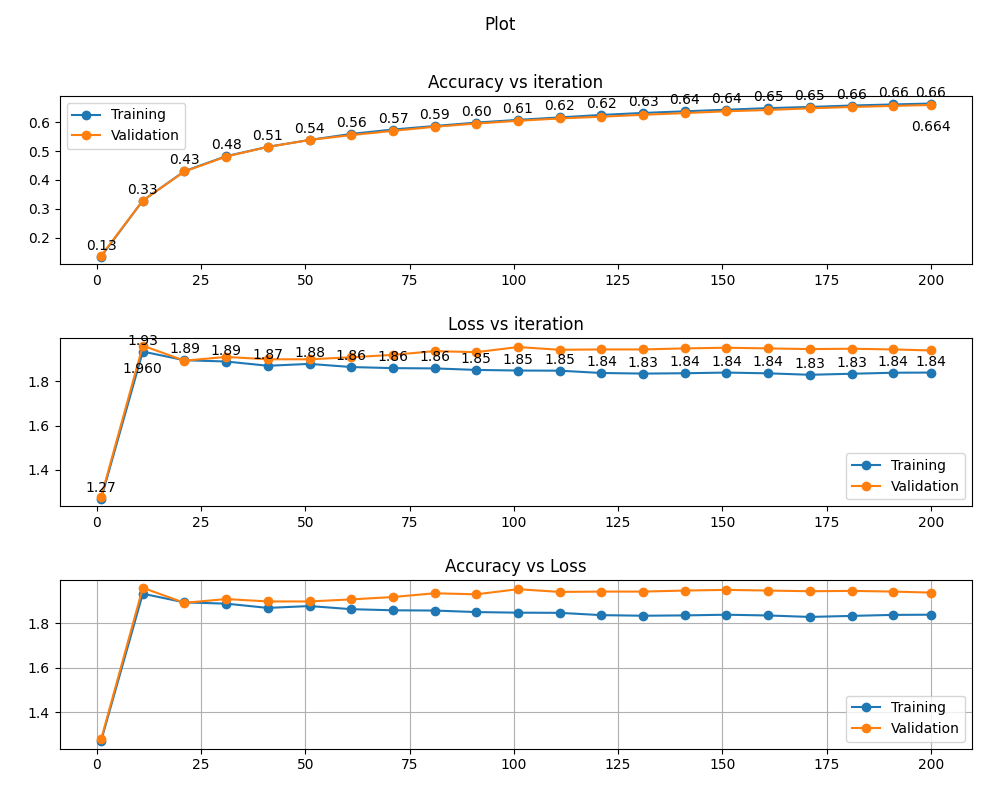 Plot
Accuracy vs iteration
Training
Validation
0.13 0.33 0.43 0.48 0.51 0.54 0.56 0.57 0.59 0.60 0.61 0.62 0.62 0.63 0.64 0.64 0.65 0.65 0.66 0.66 0.66
0.664
0.6
0.5
0.4
0.3
0.2
0 25 50 75 100 125 150 175 200
Loss vs iteration
1.27 1.93 1.89 1.89 1.87 1.88 1.86 1.86 1.86 1.85 1.85 1.85 1.84 1.83 1.84 1.84 1.84 1.83 1.83 1.84 1.84
1.960
1.8
1.6
1.4
Training
Validation
0 25 50 75 100 125 150 175 200
Accuracy vs Loss
1.8
1.6
1.4
Training
Validation
0 25 50 75 100 125 150 175 200